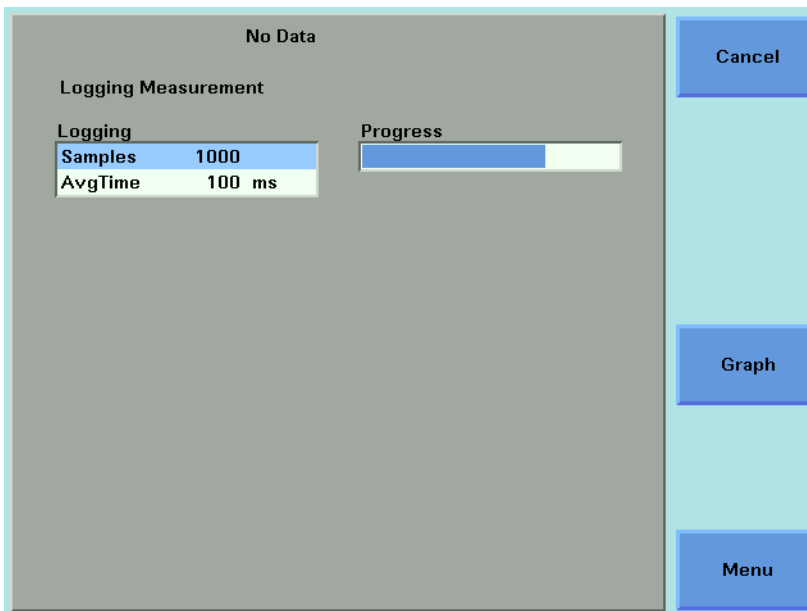 No Data
Cancel
Logging Measurement
Logging
Progress
Samples 1000
AvgTime 100 ms
Graph
Menu